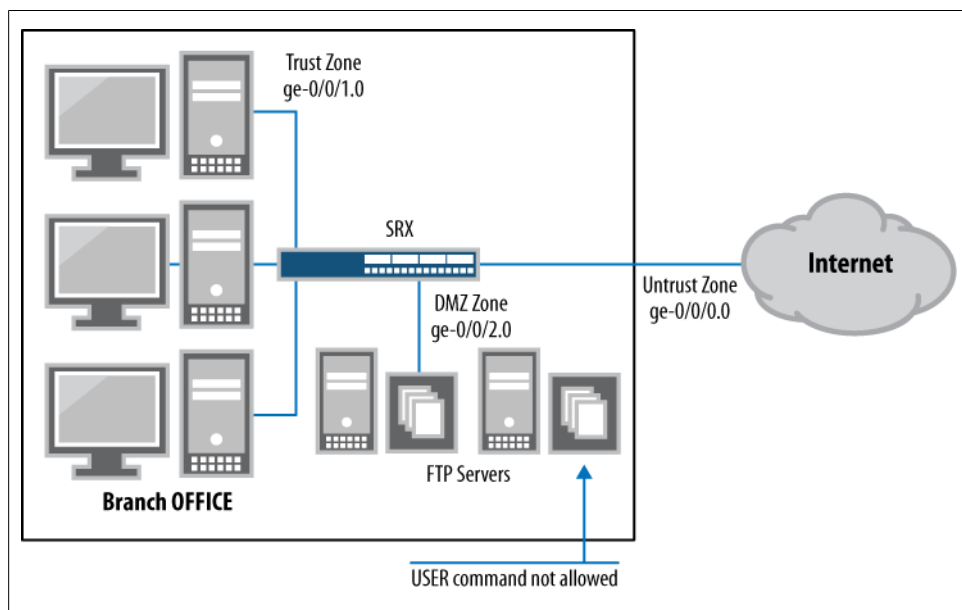 Trust Zone
ge-0/0/1.0
SRX
DMZ Zone
ge-0/0/2.0
Untrust Zone
ge-0/0/0.0
Internet
FTP Servers
Branch OFFICE
USER command not allowed